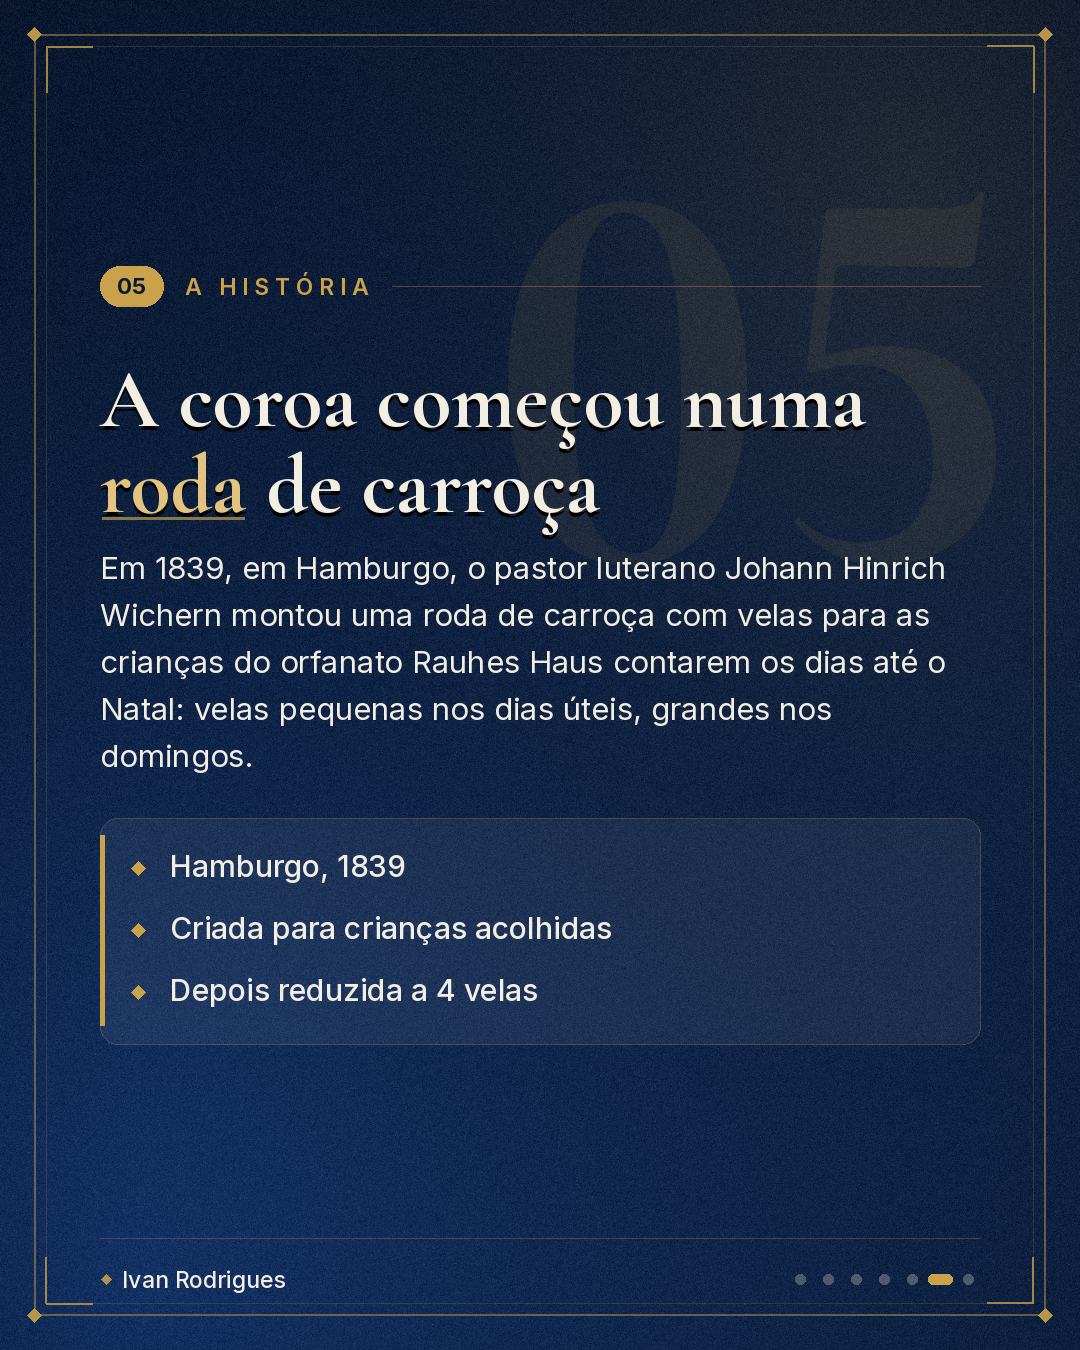 05
05 A HISTÓRIA
A coroa começou numa
roda de carroça
Em 1839, em Hamburgo, o pastor luterano Johann Hinrich
Wichern montou uma roda de carroça com velas para as
crianças do orfanato Rauhes Haus contarem os dias até o
Natal: velas pequenas nos dias úteis, grandes nos
domingos.
Hamburgo, 1839
Criada para crianças acolhidas
Depois reduzida a 4 velas
Ivan Rodrigues